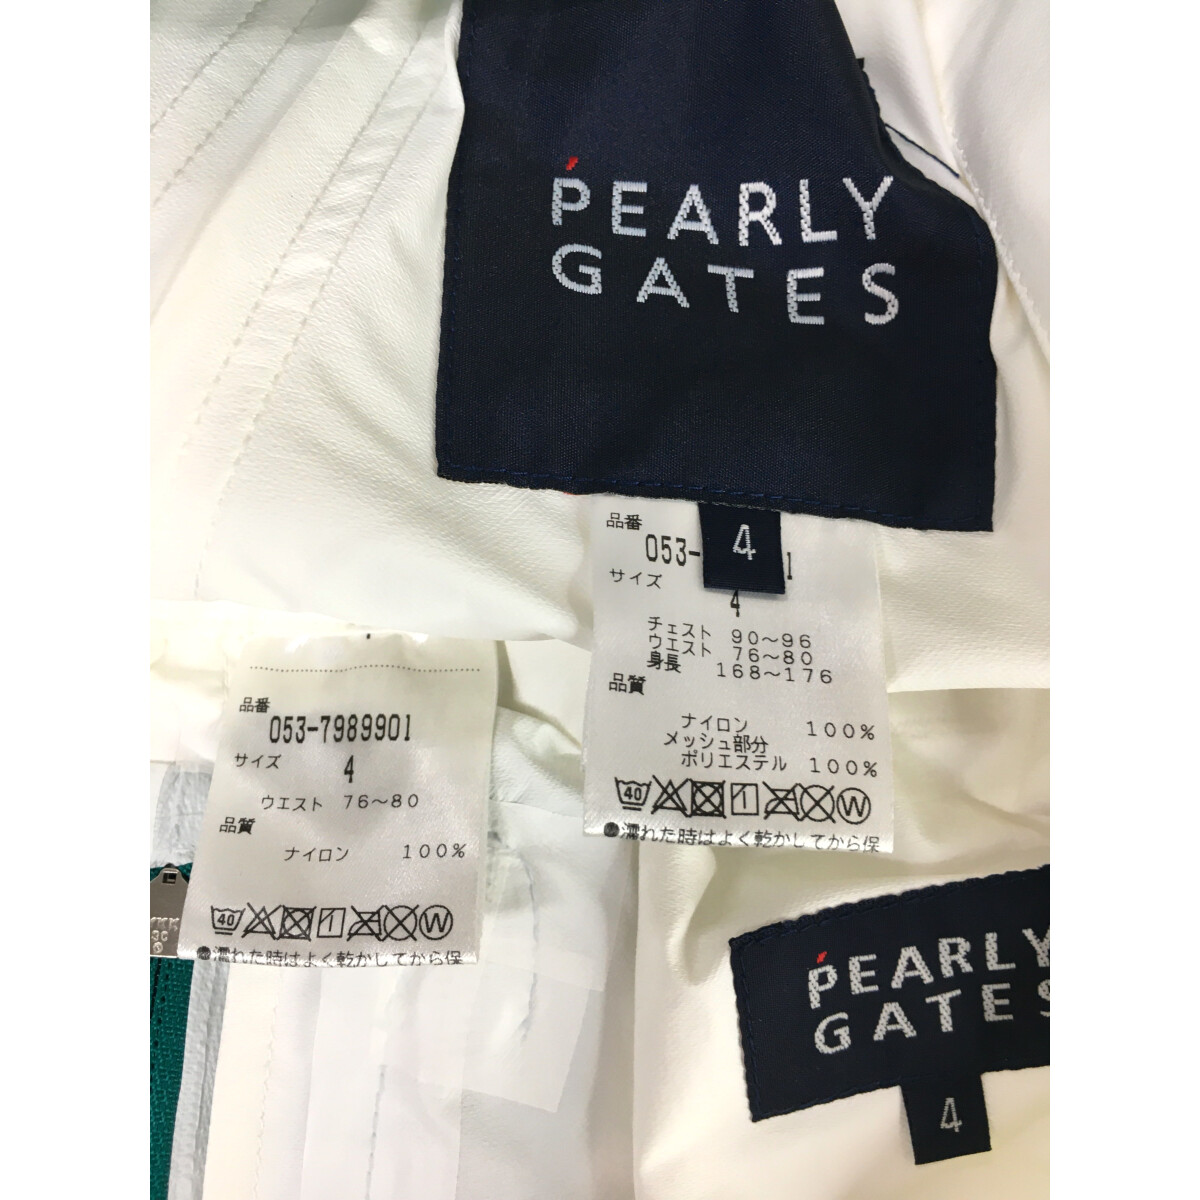 PEARLY
GATES
4
品番
053-
サイズ
4
チェスト 90～96
ウエスト 76～80
身長 168～176
品質
ナイロン 100%
メッシュ部分
ポリエステル 100%
40 1 W
●濡れた時はよく乾かしてから保
品番
053-7989901
サイズ
4
ウエスト 76～80
品質
ナイロン 100%
40 1 W
●濡れた時はよく乾かしてから保
PEARLY
GATES
4